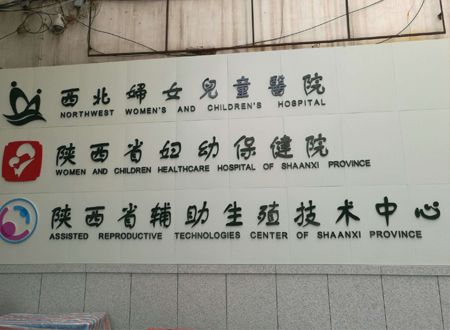 西北婦女兒童醫院
NORTHWEST WOMEN'S AND CHILDREN'S HOSPITAL
陕西省妇幼保健院
WOMEN AND CHILDREN HEALTHCARE HOSPITAL OF SHAANXI PROVINCE
陕西省辅助生殖技术中心
ASSISTED REPRODUCTIVE TECHNOLOGIES CENTER OF SHAANXI PROVINCE